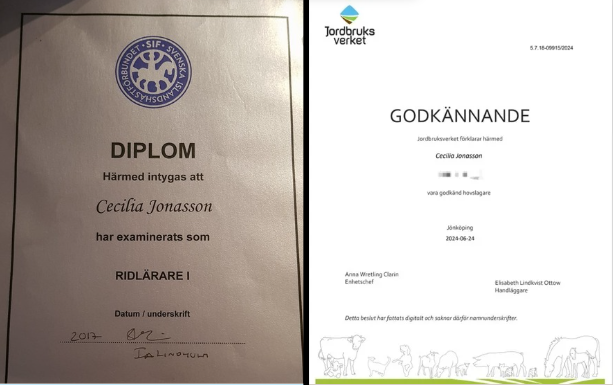 SVENSKA ISLANDSHÄSTFÖRBUNDET · SIF ·
DIPLOM
Härmed intygas att
Cecilia Jonasson
har examinerats som
RIDLÄRARE I
Datum / underskrift
2017
Jordbruks
verket
5.7.16-09915/2024
GODKÄNNANDE
Jordbruksverket förklarar härmed
Cecilia Jonasson
vara godkänd hovslagare
Jönköping
2024-06-24
Anna Wretling Clarin
Enhetschef
Elisabeth Lindkvist Ottow
Handläggare
Detta beslut har fattats digitalt och saknar därför namnunderskrifter.